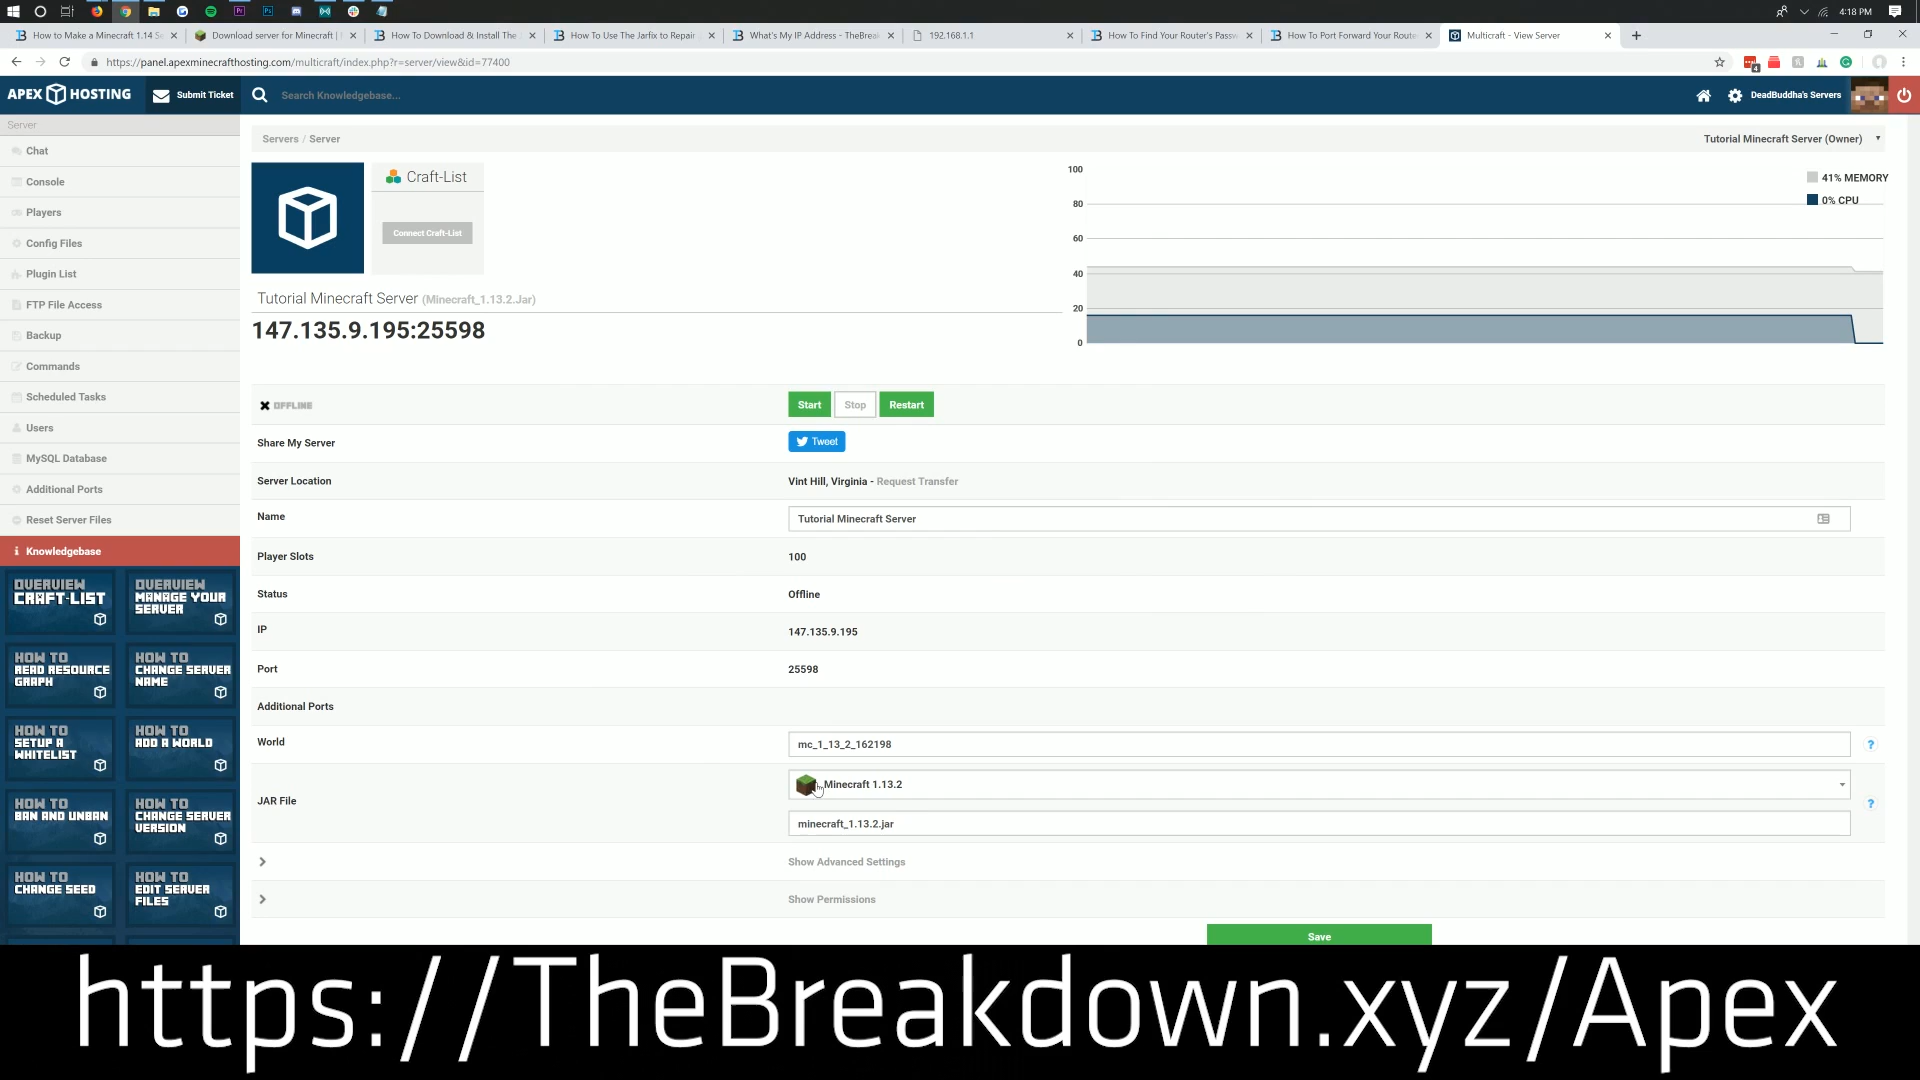 4:18 PM
How to Make a Minecraft 1.14 Se
Download server for Minecraft |
How To Download & Install The
How To Use The Jarfix to Repair
What's My IP Address - TheBreak
192.168.1.1
How To Find Your Router's Passw
How To Port Forward Your Route
Multicraft - View Server
https://panel.apexminecrafthosting.com/multicraft/index.php?r=server/view&id=77400
4
APEX HOSTING
Submit Ticket
Search Knowledgebase...
DeadBuddha's Servers
Server
Chat
Console
Players
Config Files
Plugin List
FTP File Access
Backup
Commands
Scheduled Tasks
Users
MySQL Database
Additional Ports
Reset Server Files
Knowledgebase
OVERVIEW
CRAFT-LIST
OVERVIEW
MANAGE YOUR
SERVER
HOW TO
READ RESOURCE
GRAPH
HOW TO
CHANGE SERVER
NAME
HOW TO
SETUP A
WHITELIST
HOW TO
ADD A WORLD
HOW TO
BAN AND UNBAN
HOW TO
CHANGE SERVER
VERSION
HOW TO
CHANGE SEED
HOW TO
EDIT SERVER
FILES
Servers / Server
Tutorial Minecraft Server (Owner)
Craft-List
Connect Craft-List
100
80
60
40
20
0
41% MEMORY
0% CPU
Tutorial Minecraft Server (Minecraft_1.13.2.Jar)
147.135.9.195:25598
OFFLINE
Start Stop Restart
Share My Server
Tweet
Server Location
Vint Hill, Virginia - Request Transfer
Name
Tutorial Minecraft Server
Player Slots
100
Status
Offline
IP
147.135.9.195
Port
25598
Additional Ports
World
mc_1_13_2_162198
?
JAR File
Minecraft 1.13.2
minecraft_1.13.2.jar
?
Show Advanced Settings
Show Permissions
Save
https://TheBreakdown.xyz/Apex